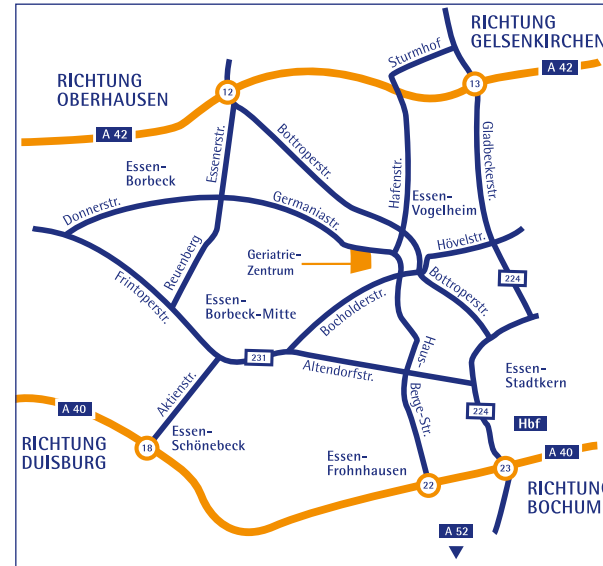 RICHTUNG
GELSENKIRCHEN
Sturmhof
A 42
RICHTUNG
OBERHAUSEN
12
13
A 42
Essenerstr.
Bottroperstr.
Hafenstr.
Gladbeckerstr.
Essen-
Borbeck
Essen-
Vogelheim
Donnerstr.
Germaniastr.
Hövelstr.
Reuenberg
Geriatrie-
Zentrum
224
Frintroperstr.
Essen-
Borbeck-Mitte
Bocholderstr.
Bottroperstr.
Haus-
Berge-Str.
231
Altendorfstr.
Essen-
Stadtkern
Aktienstr.
A 40
224
Hbf
18
Essen-
Schönebeck
RICHTUNG
DUISBURG
Essen-
Frohnhausen
A 40
22
23
RICHTUNG
BOCHUM
A 52